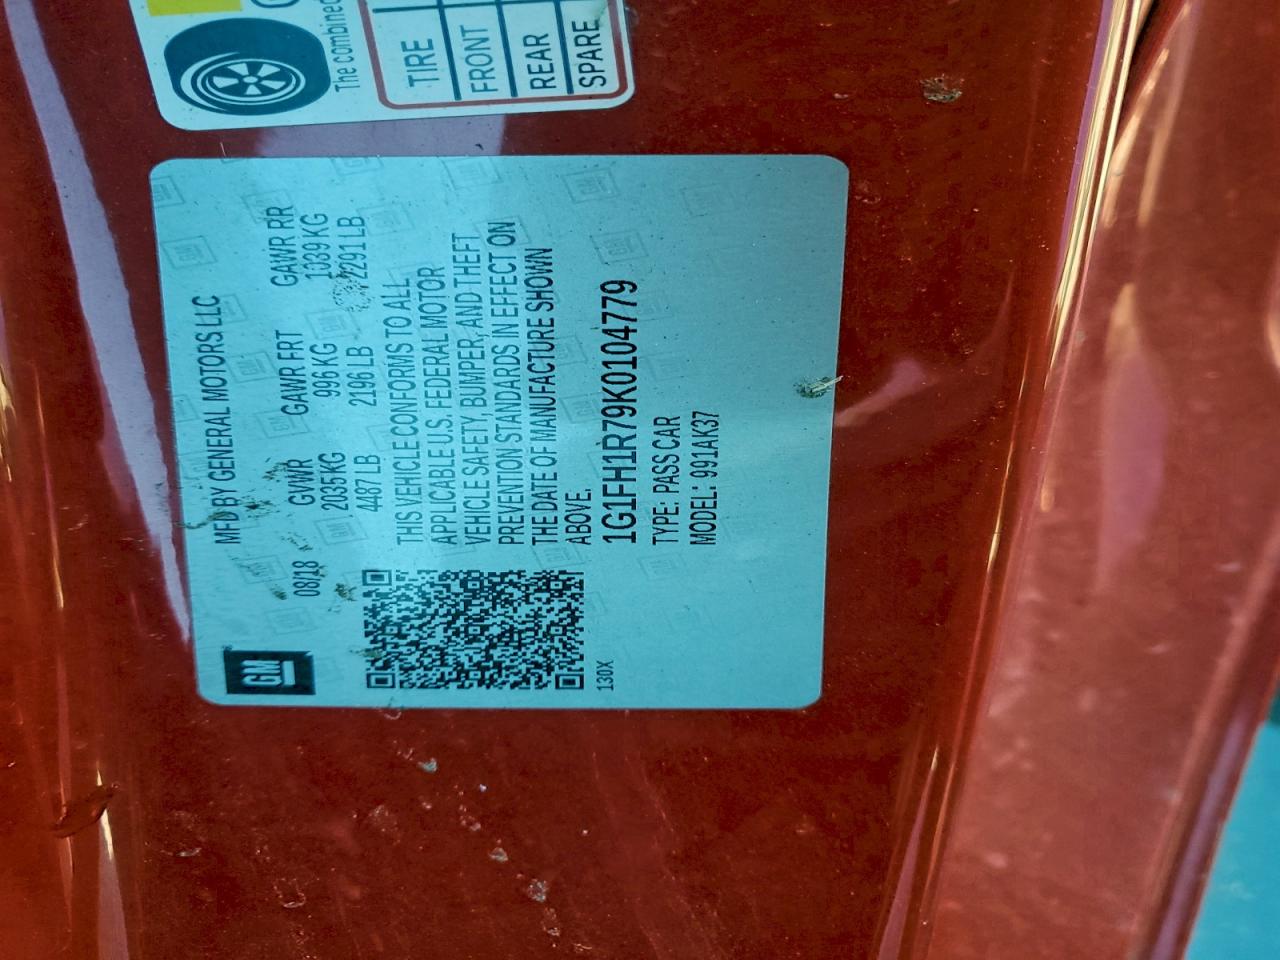 GM
MFD BY GENERAL MOTORS LLC
08/18 GVWR GAWR FRT GAWR RR
2035 KG 996 KG 1039 KG
4487 LB 2196 LB 2291 LB
THIS VEHICLE CONFORMS TO ALL
APPLICABLE U.S. FEDERAL MOTOR
VEHICLE SAFETY, BUMPER, AND THEFT
PREVENTION STANDARDS IN EFFECT ON
THE DATE OF MANUFACTURE SHOWN
ABOVE.
1G1FH1R79K0104779
TYPE: PASS CAR
MODEL: 991AK37
130X
The combined
TIRE
FRONT
REAR
SPARE